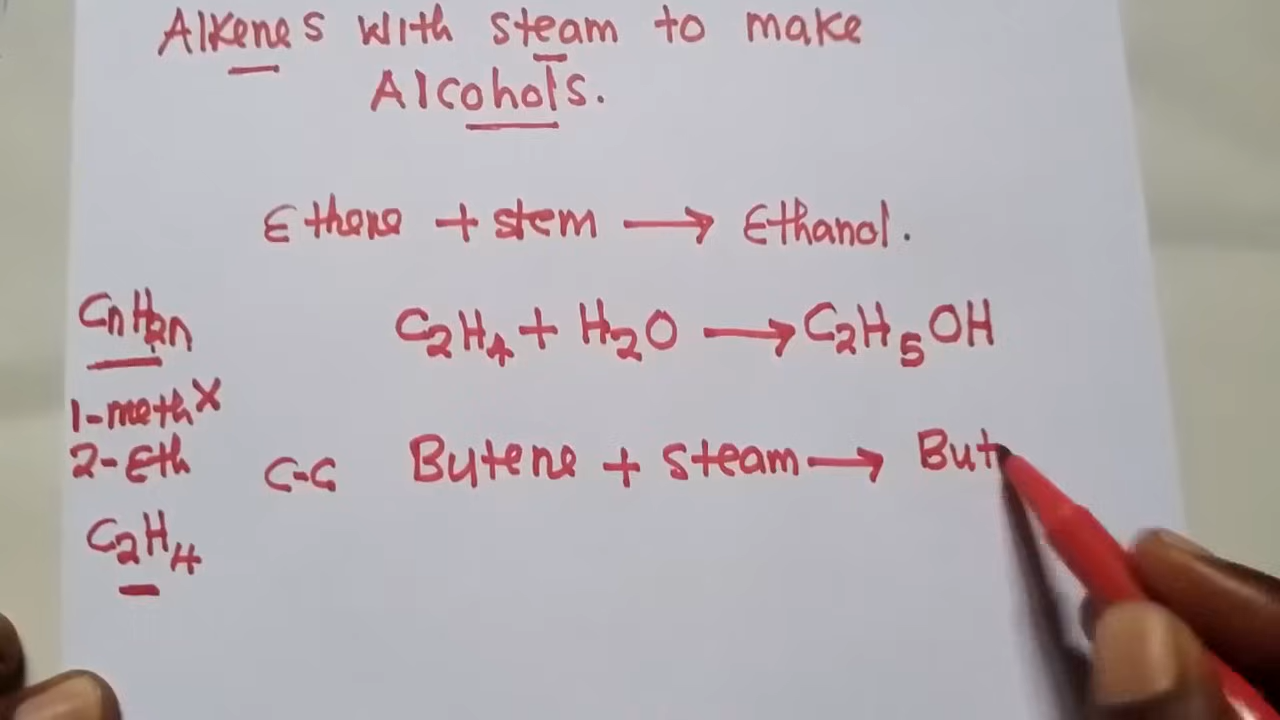 Alkenes with steam to make
Alcohols.
Ethene + stem → Ethanol.
CnH2n
C2H4 + H2O → C2H5OH
1-meth X
2-Eth
C-C
Butene + steam → But
C2H4